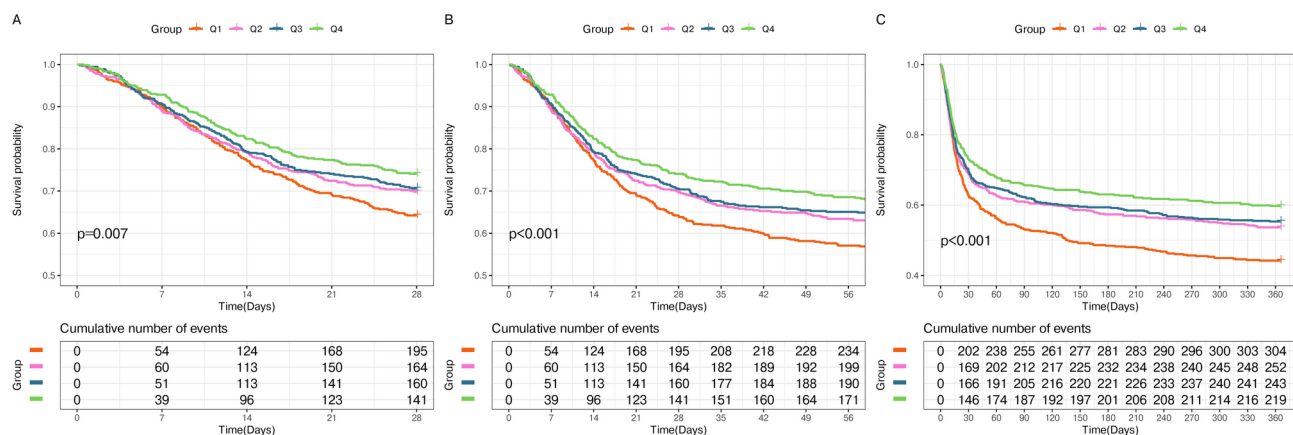 A
Group Q1 Q2 Q3 Q4
Survival probability
1.0
0.9
0.8
0.7
0.6
0.5
p=0.007
0 7 14 21 28
Time(Days)
Cumulative number of events
Group
0 54 124 168 195
0 60 113 150 164
0 51 113 141 160
0 39 96 123 141
0 7 14 21 28
Time(Days)
B
Group Q1 Q2 Q3 Q4
Survival probability
1.0
0.9
0.8
0.7
0.6
0.5
p<0.001
0 7 14 21 28 35 42 49 56
Time(Days)
Cumulative number of events
Group
0 54 124 168 195 208 218 228 234
0 60 113 150 164 182 189 192 199
0 51 113 141 160 177 184 188 190
0 39 96 123 141 151 160 164 171
0 7 14 21 28 35 42 49 56
Time(Days)
C
Group Q1 Q2 Q3 Q4
Survival probability
1.0
0.8
0.6
0.4
p<0.001
0 30 60 90 120 150 180 210 240 270 300 330 360
Time(Days)
Cumulative number of events
Group
0 202 238 255 261 277 281 283 290 296 300 303 304
0 169 202 212 217 225 232 234 238 240 245 248 252
0 166 191 205 216 220 221 226 233 237 240 241 243
0 146 174 187 192 197 201 206 208 211 214 216 219
0 30 60 90 120 150 180 210 240 270 300 330 360
Time(Days)